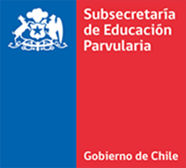 Subsecretaría
de Educación
Parvularia
Gobierno de Chile